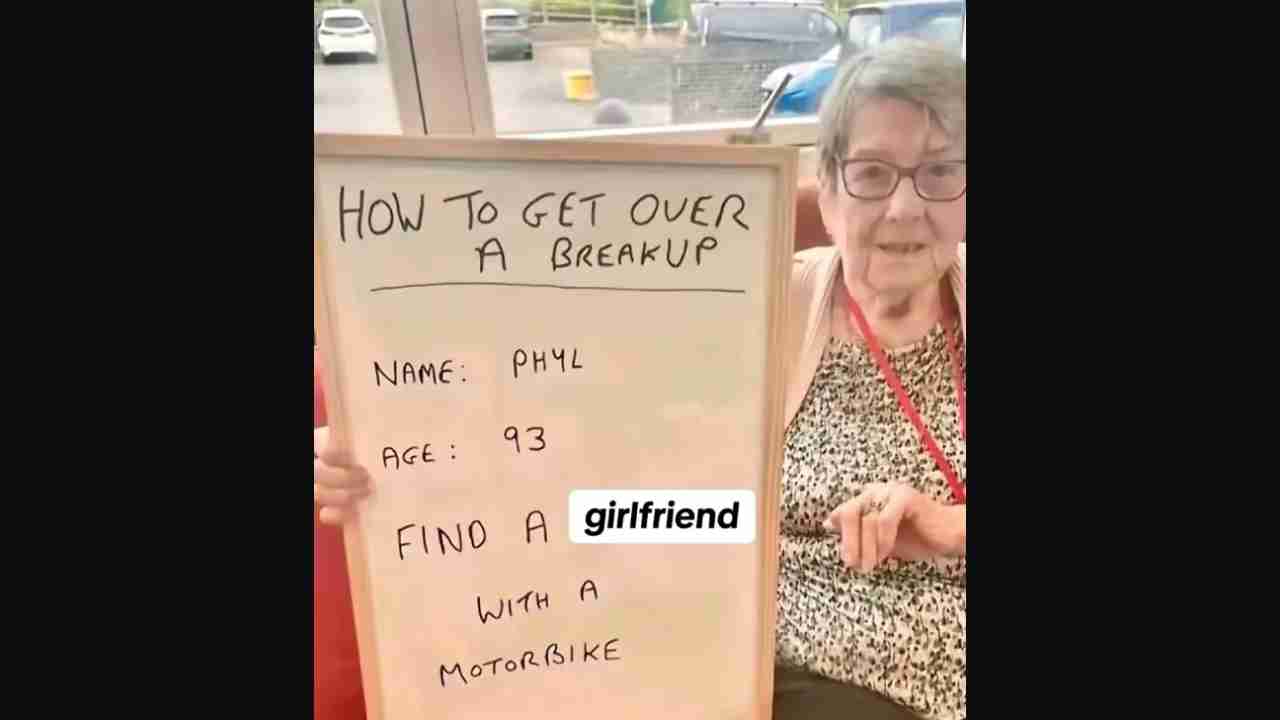 HOW TO GET OVER
A BREAKUP
NAME: PHYL
AGE: 93
FIND A girlfriend
WITH A
MOTORBIKE